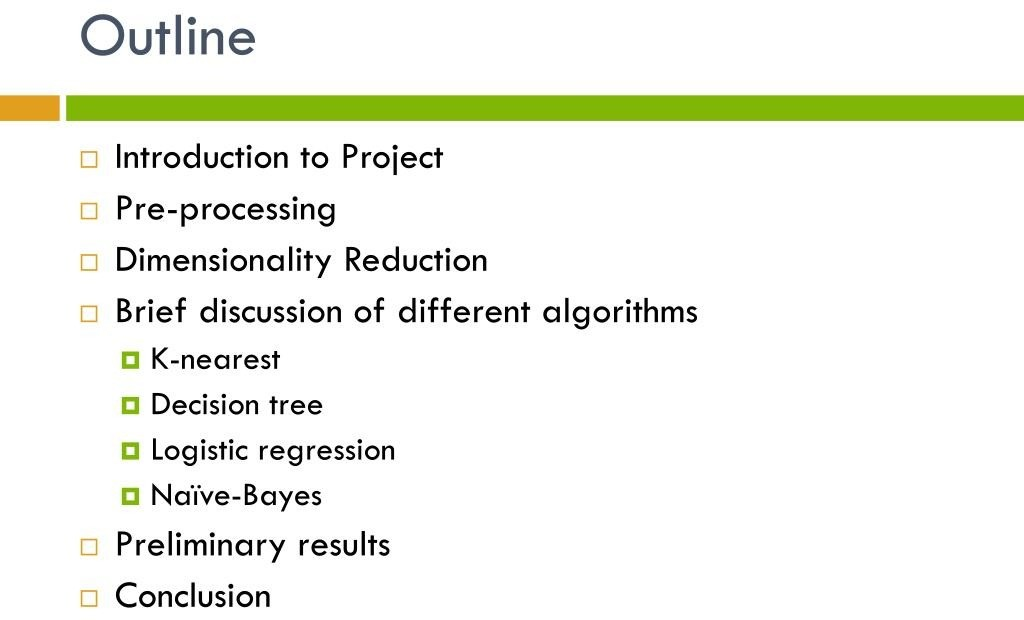 Outline
Introduction to Project
Pre-processing
Dimensionality Reduction
Brief discussion of different algorithms
K-nearest
Decision tree
Logistic regression
Naïve-Bayes
Preliminary results
Conclusion